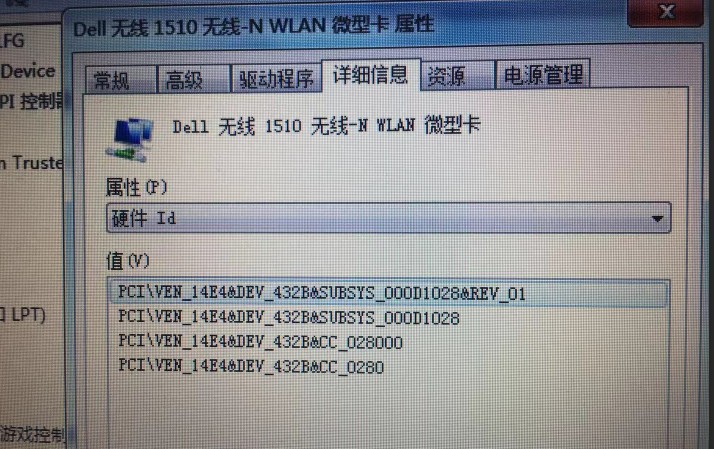 Dell 无线 1510 无线-N WLAN 微型卡 属性
LFG
Device
PI 控制器
m Truste
LPT)
游戏控制
常规 高级 驱动程序 详细信息 资源 电源管理
Dell 无线 1510 无线-N WLAN 微型卡
属性(P)
硬件 Id
值(V)
PCI\VEN_14E4&DEV_432B&SUBSYS_000D1028&REV_01
PCI\VEN_14E4&DEV_432B&SUBSYS_000D1028
PCI\VEN_14E4&DEV_432B&CC_028000
PCI\VEN_14E4&DEV_432B&CC_0280